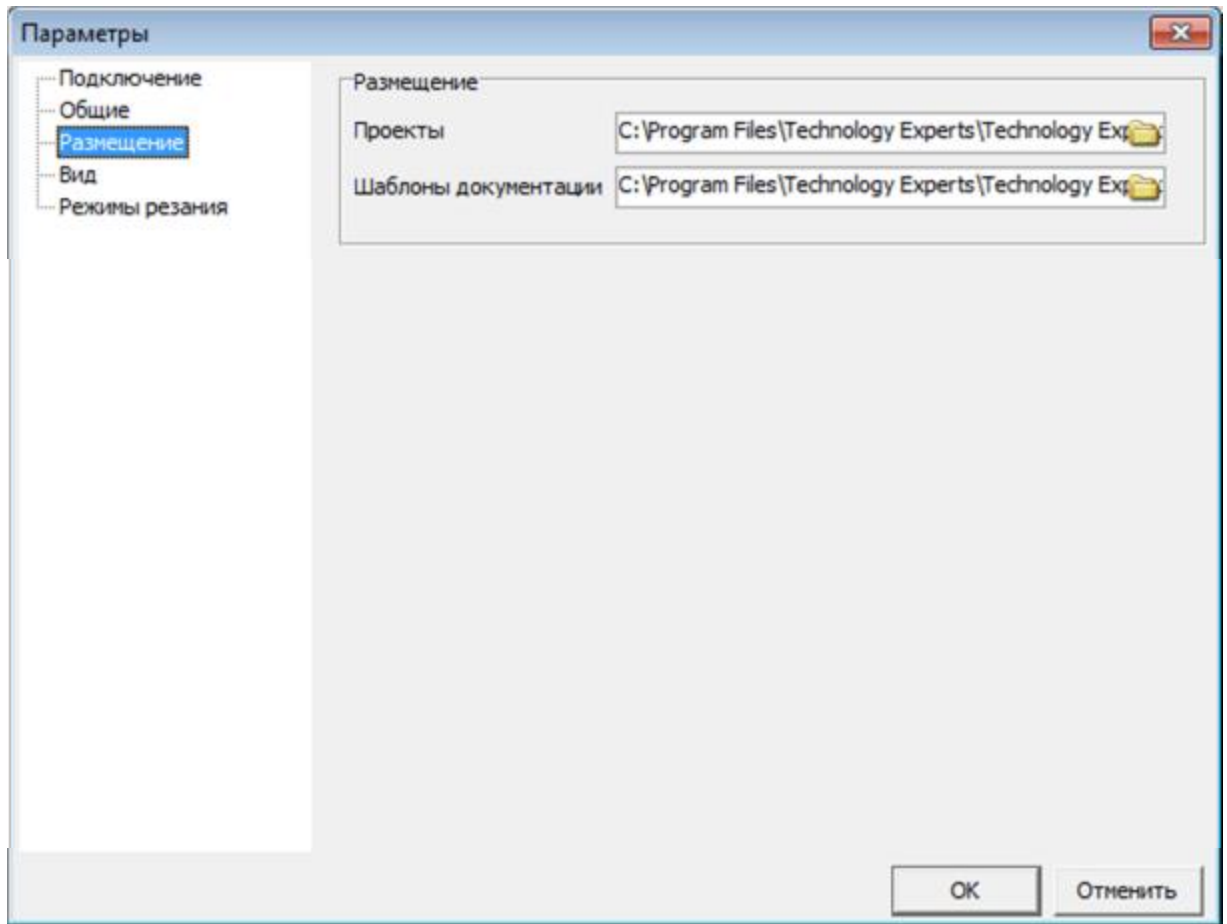 Параметры
Подключение
Общие
Размещение
Вид
Режимы резания
Размещение
Проекты C:\Program Files\Technology Experts\Technology Exp
Шаблоны документации C:\Program Files\Technology Experts\Technology Exp
OK Отменить